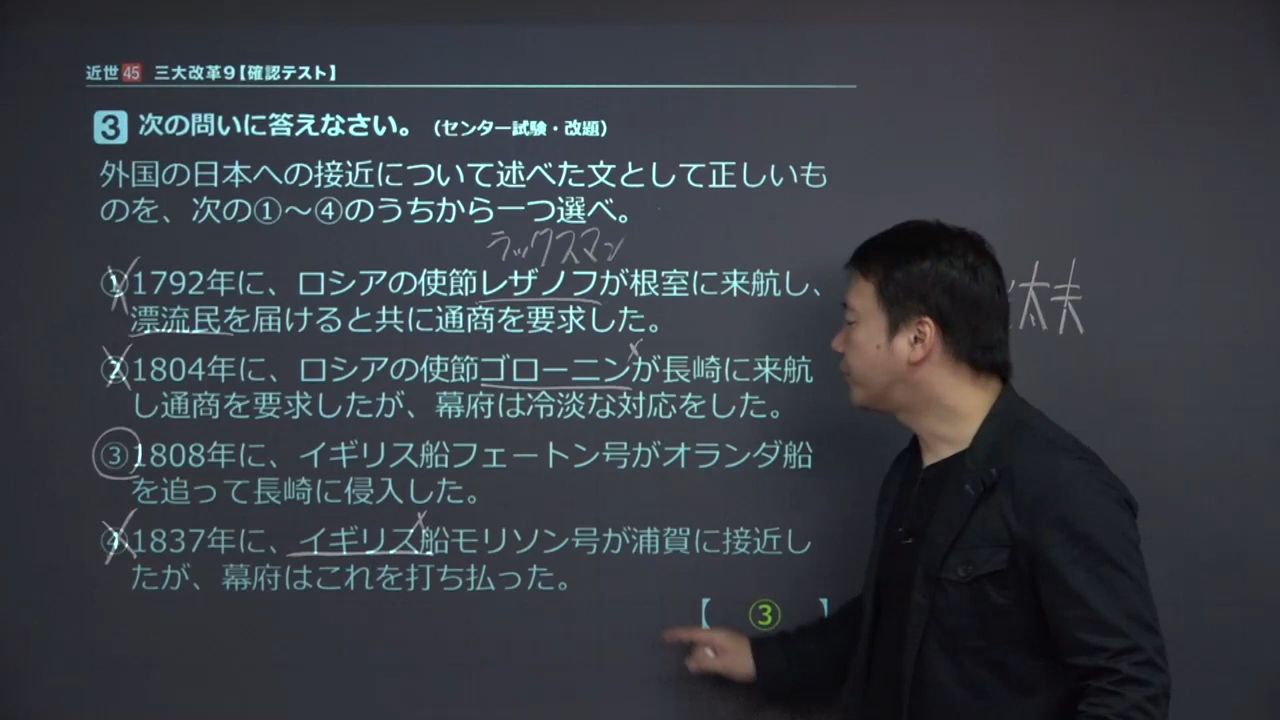 近世 45 三大改革9【確認テスト】
3 次の問いに答えなさい。（センター試験・改題）
外国の日本への接近について述べた文として正しいも
のを、次の①～④のうちから一つ選べ。
ラックスマン
①1792年に、ロシアの使節レザノフが根室に来航し、
漂流民を届けると共に通商を要求した。
太夫
②1804年に、ロシアの使節ゴローニンが長崎に来航
し通商を要求したが、幕府は冷淡な対応をした。
③1808年に、イギリス船フェートン号がオランダ船
を追って長崎に侵入した。
④1837年に、イギリス船モリソン号が浦賀に接近し
たが、幕府はこれを打ち払った。
【 ③ 】